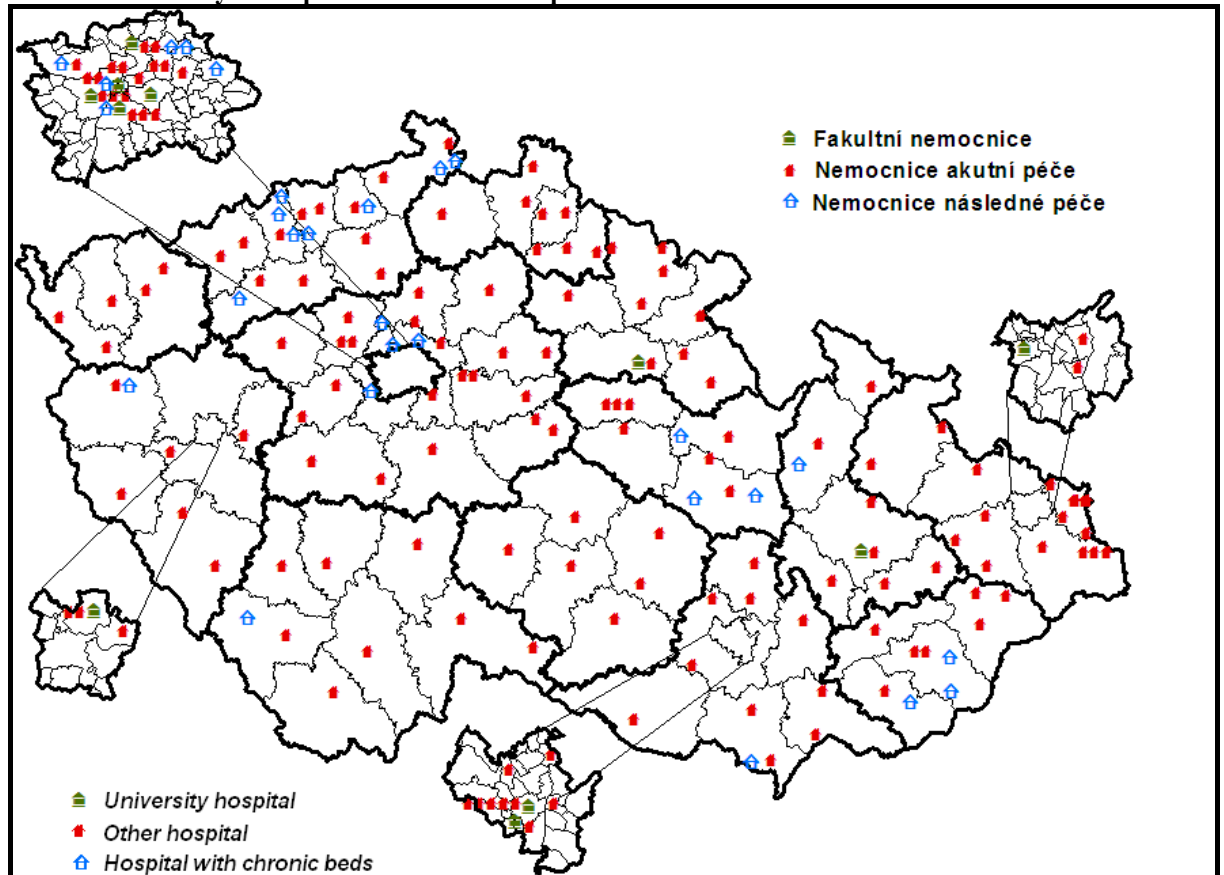 Fakultní nemocnice
Nemocnice akutní péče
Nemocnice následné péče
University hospital
Other hospital
Hospital with chronic beds